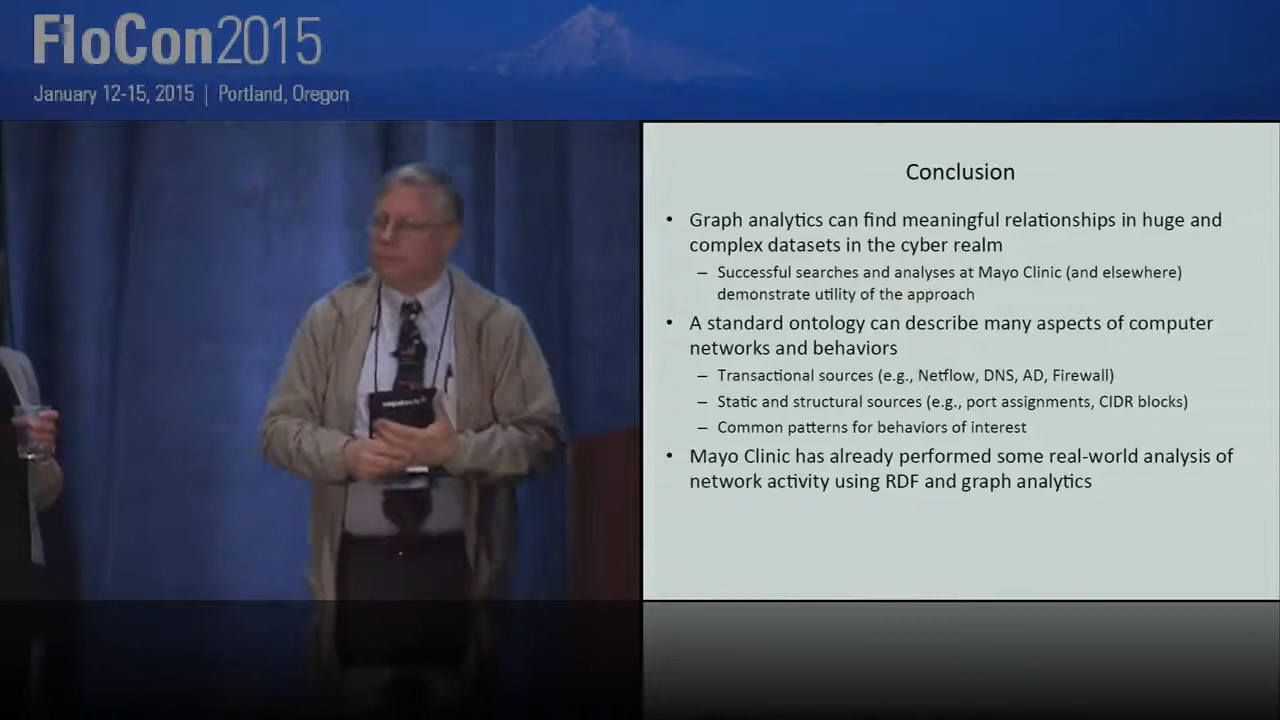 FloCon2015
January 12-15, 2015 | Portland, Oregon
Conclusion
• Graph analytics can find meaningful relationships in huge and
complex datasets in the cyber realm
– Successful searches and analyses at Mayo Clinic (and elsewhere)
demonstrate utility of the approach
• A standard ontology can describe many aspects of computer
networks and behaviors
– Transactional sources (e.g., Netflow, DNS, AD, Firewall)
– Static and structural sources (e.g., port assignments, CIDR blocks)
– Common patterns for behaviors of interest
• Mayo Clinic has already performed some real-world analysis of
network activity using RDF and graph analytics